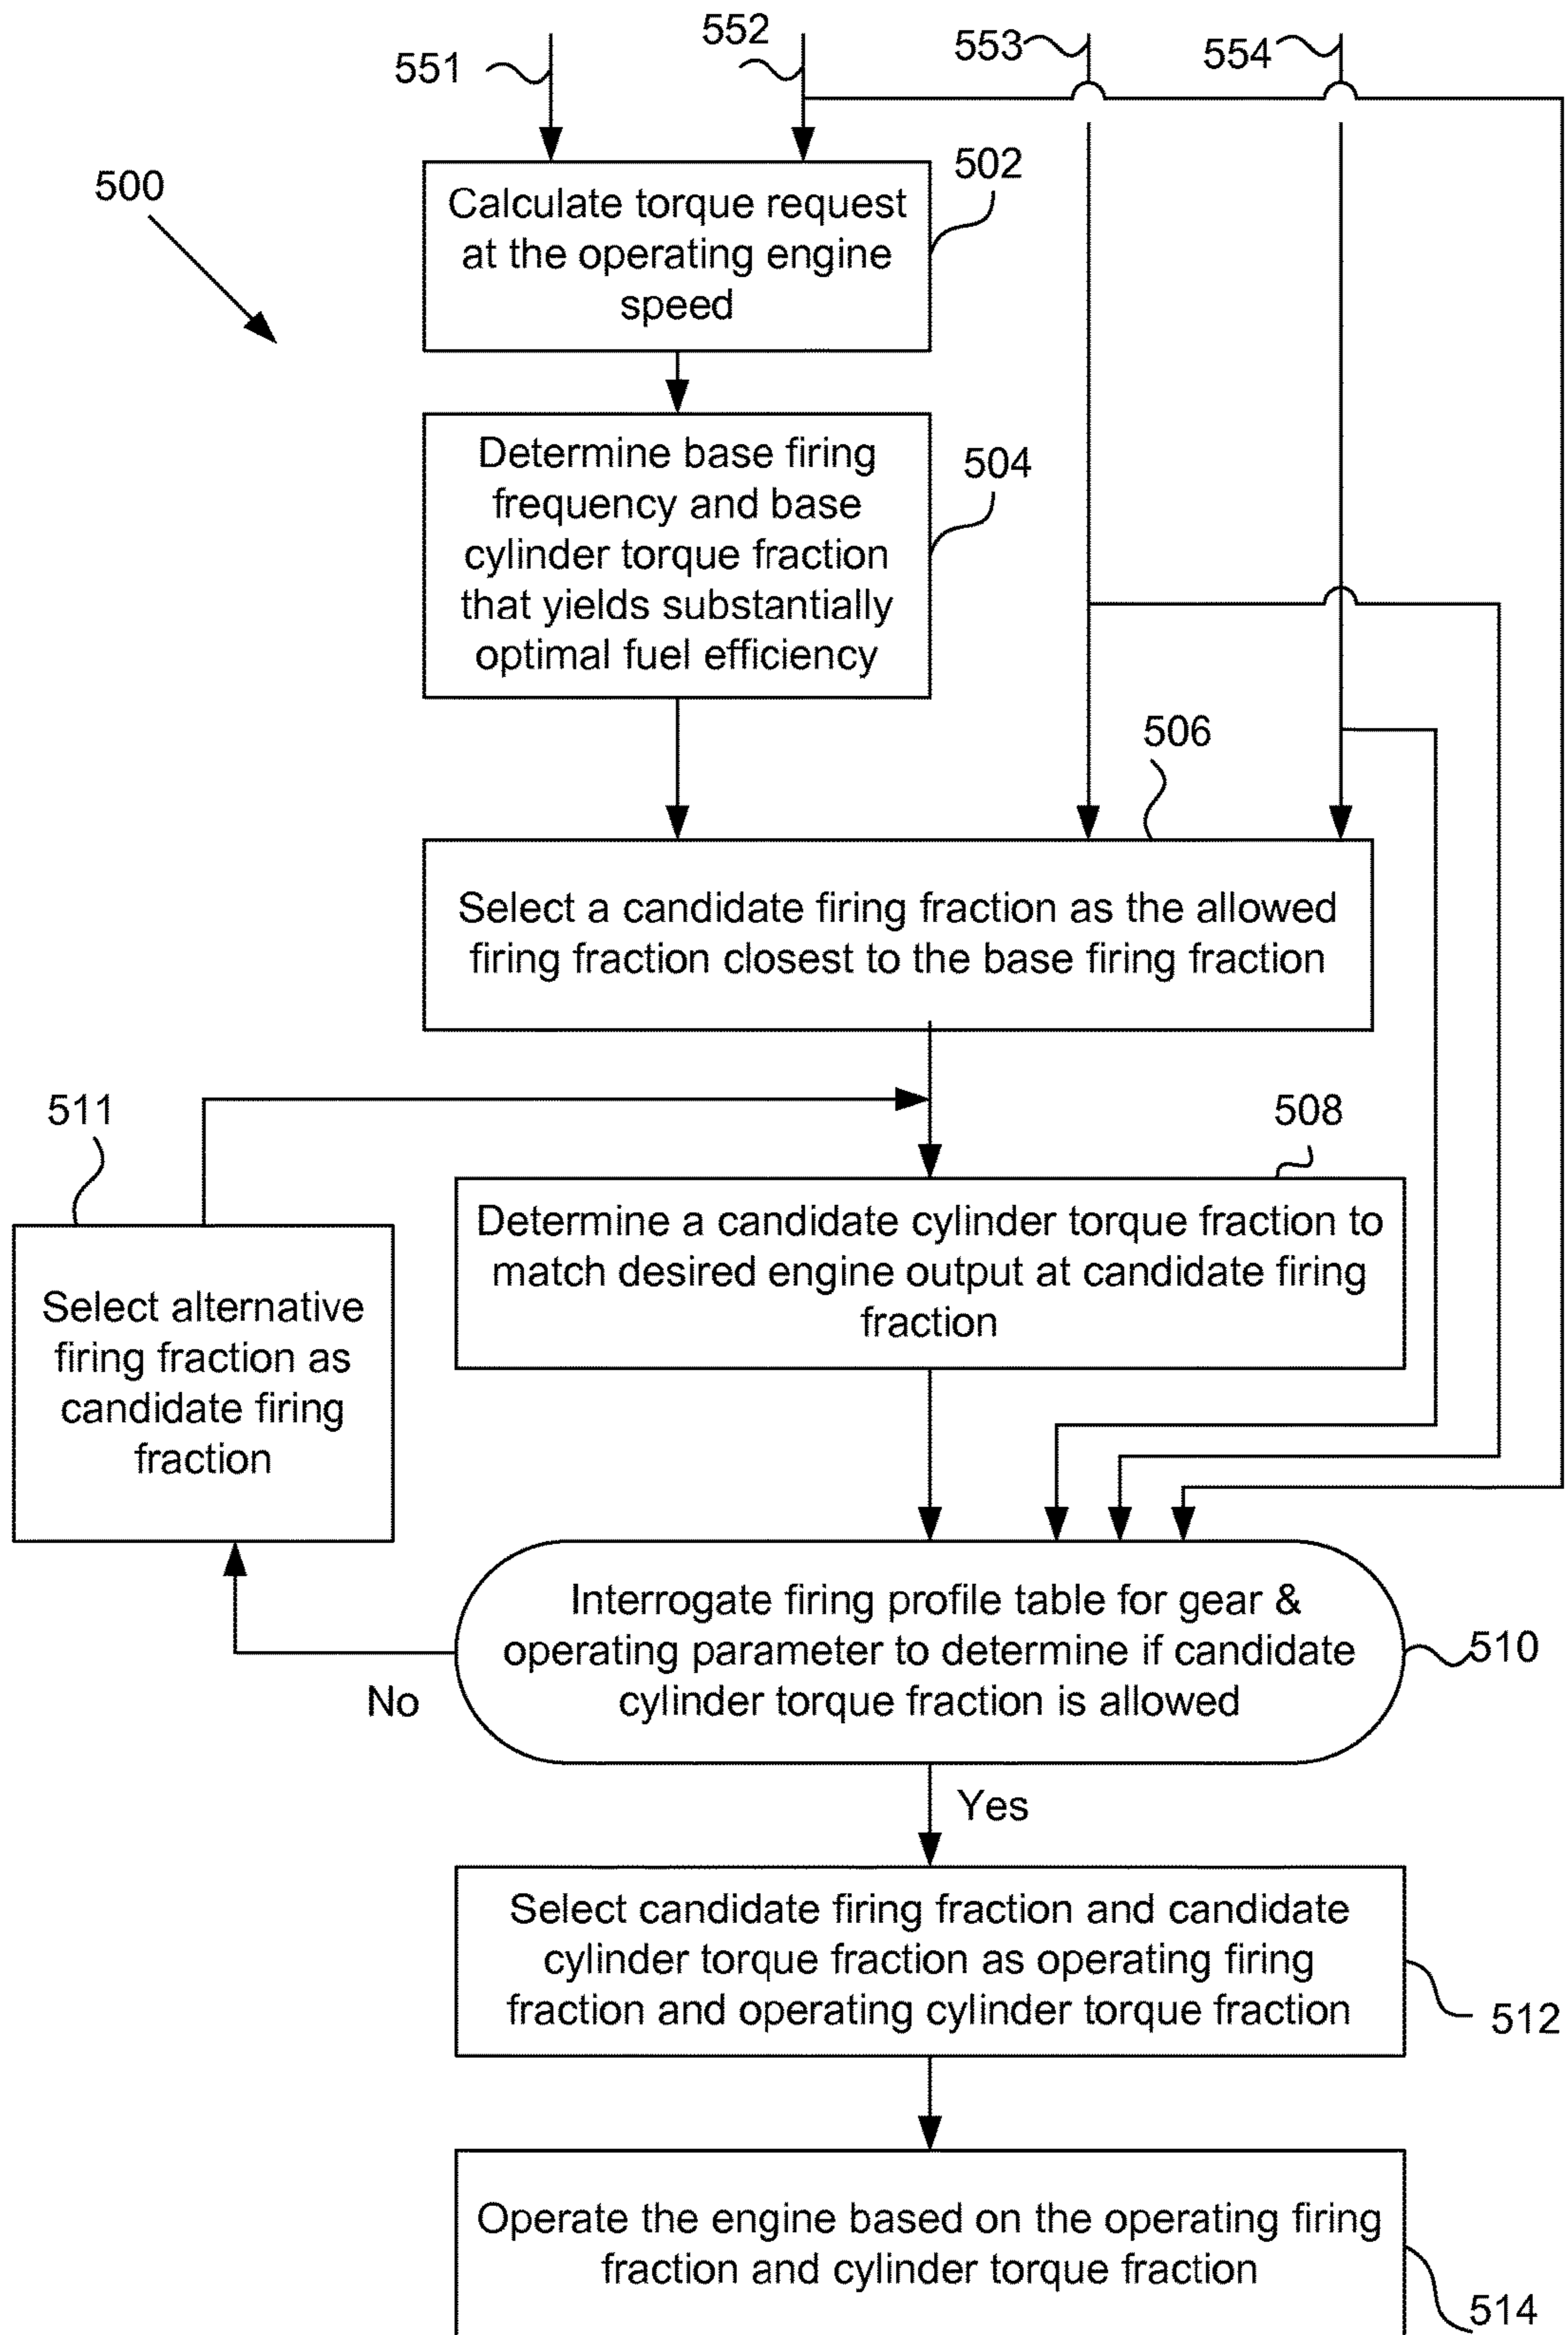 551
552
553
554
500
502
Calculate torque request
at the operating engine
speed
504
Determine base firing
frequency and base
cylinder torque fraction
that yields substantially
optimal fuel efficiency
506
Select a candidate firing fraction as the allowed
firing fraction closest to the base firing fraction
511
508
Determine a candidate cylinder torque fraction to
match desired engine output at candidate firing
fraction
Select alternative
firing fraction as
candidate firing
fraction
Interrogate firing profile table for gear &
operating parameter to determine if candidate
cylinder torque fraction is allowed
510
No
Yes
Select candidate firing fraction and candidate
cylinder torque fraction as operating firing
fraction and operating cylinder torque fraction
512
Operate the engine based on the operating firing
fraction and cylinder torque fraction
514